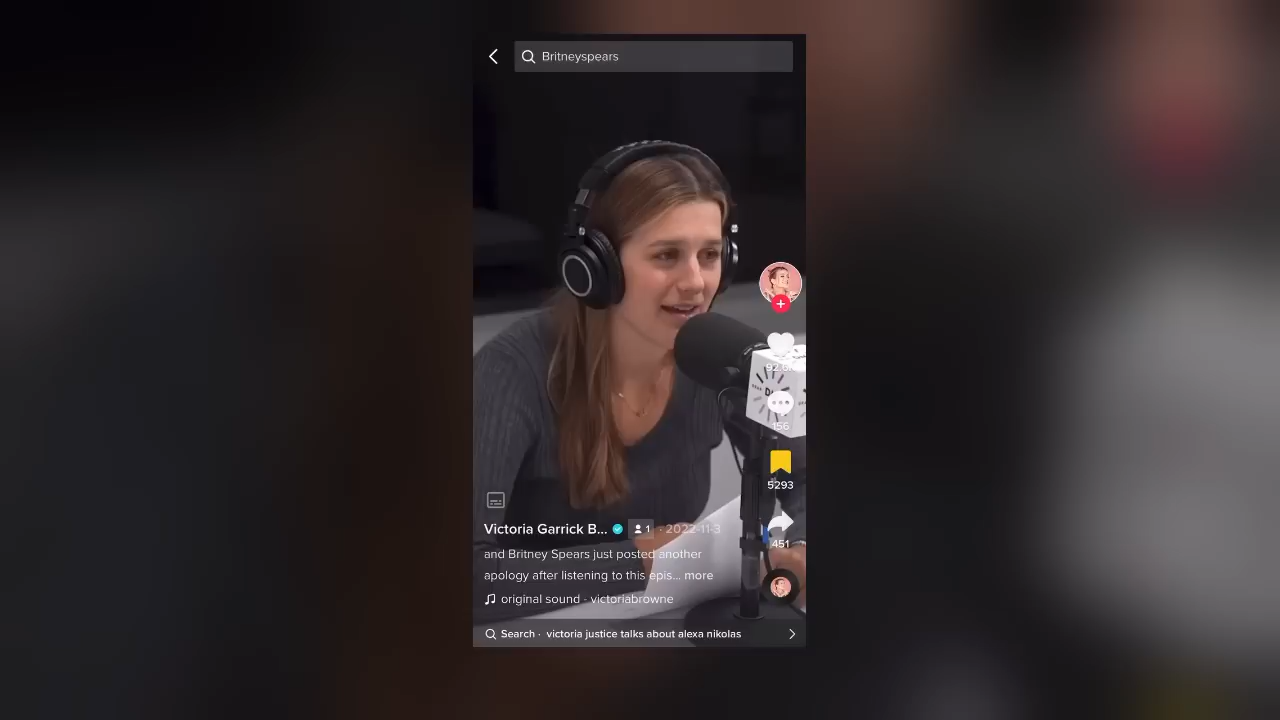 Britneyspears
156
5293
451
Victoria Garrick B... 1 · 2022-11-3
and Britney Spears just posted another
apology after listening to this epis... more
original sound - victoriabrowne
Search · victoria justice talks about alexa nikolas